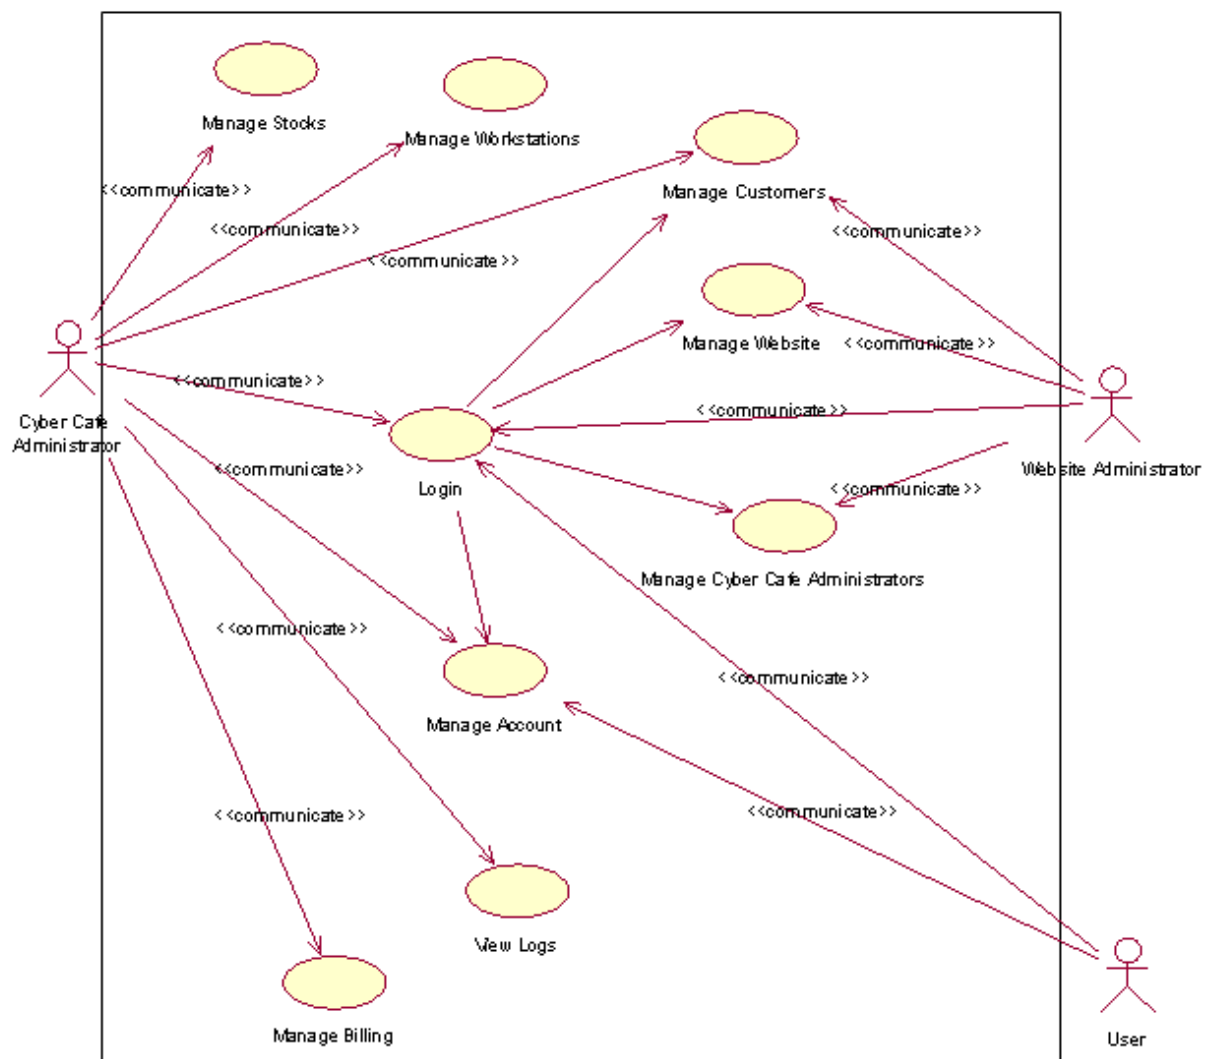 Manage Stocks
Manage Workstations
<<communicate>>
Manage Customers
<<communicate>>
<<communicate>>
<<communicate>>
Manage Website
<<communicate>>
<<communicate>>
<<communicate>>
Cyber Cafe
Administrator
<<communicate>>
Login
Website Administrator
<<communicate>>
Manage Cyber Cafe Administrators
<<communicate>>
<<communicate>>
Manage Account
<<communicate>>
<<communicate>>
View Logs
Manage Billing
User